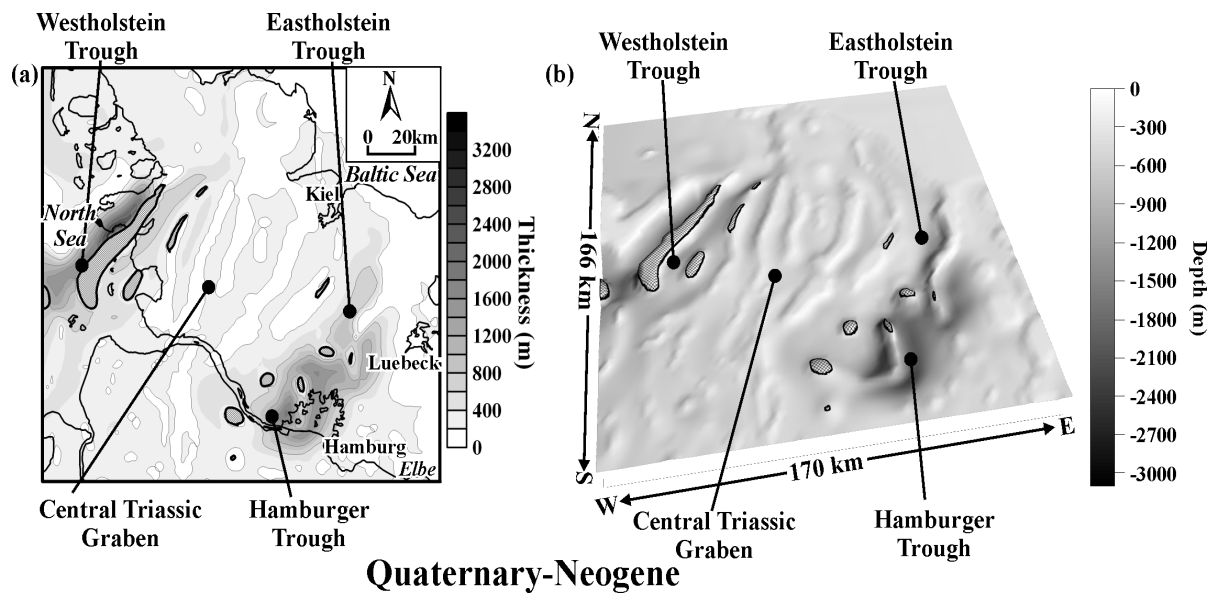 Westholstein
Trough
Eastholstein
Trough
(a)
N
0 20km
Baltic Sea
Kiel
North
Sea
Luebeck
Hamburg
Elbe
3200
2800
2400
2000
1600
1200
800
400
0
Thickness (m)
Central Triassic
Graben
Hamburger
Trough
(b)
Westholstein
Trough
Eastholstein
Trough
N
166 km
S
W
170 km
E
0
-300
-600
-900
-1200
-1500
-1800
-2100
-2400
-2700
-3000
Depth (m)
Central Triassic
Graben
Hamburger
Trough
Quaternary-Neogene